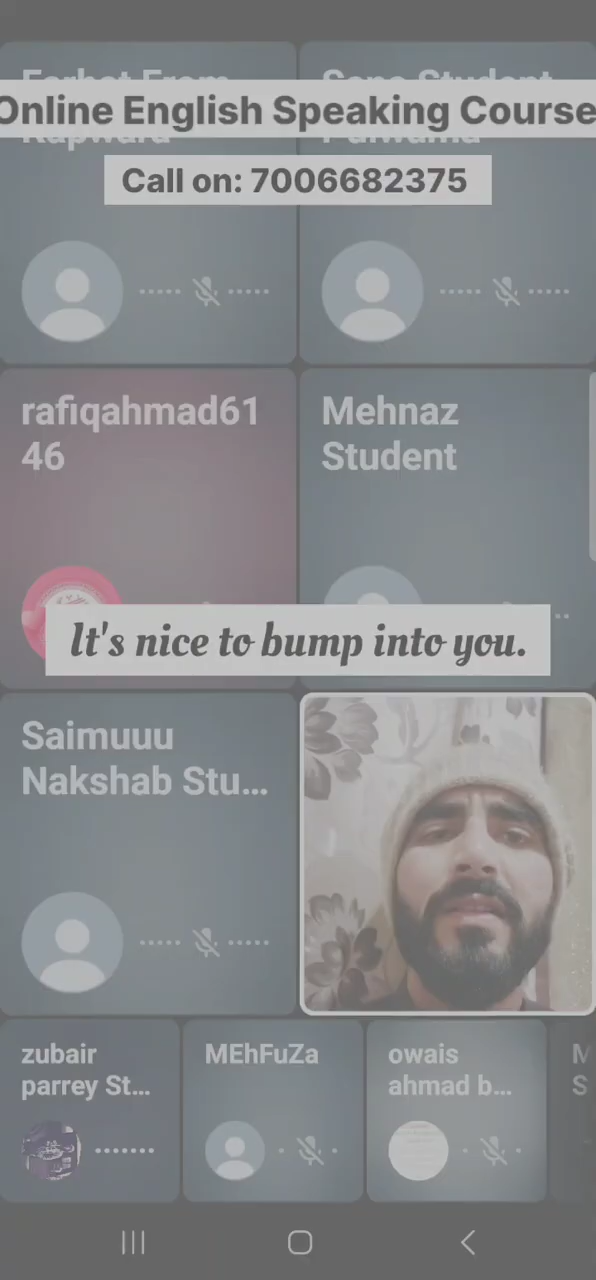 Online English Speaking Course
Call on: 7006682375
rafiqahmad61
46
Mehnaz
Student
It's nice to bump into you.
Saimuuu
Nakshab Stu...
zubair
parrey St...
MEhFuZa
owais
ahmad b...
M
S